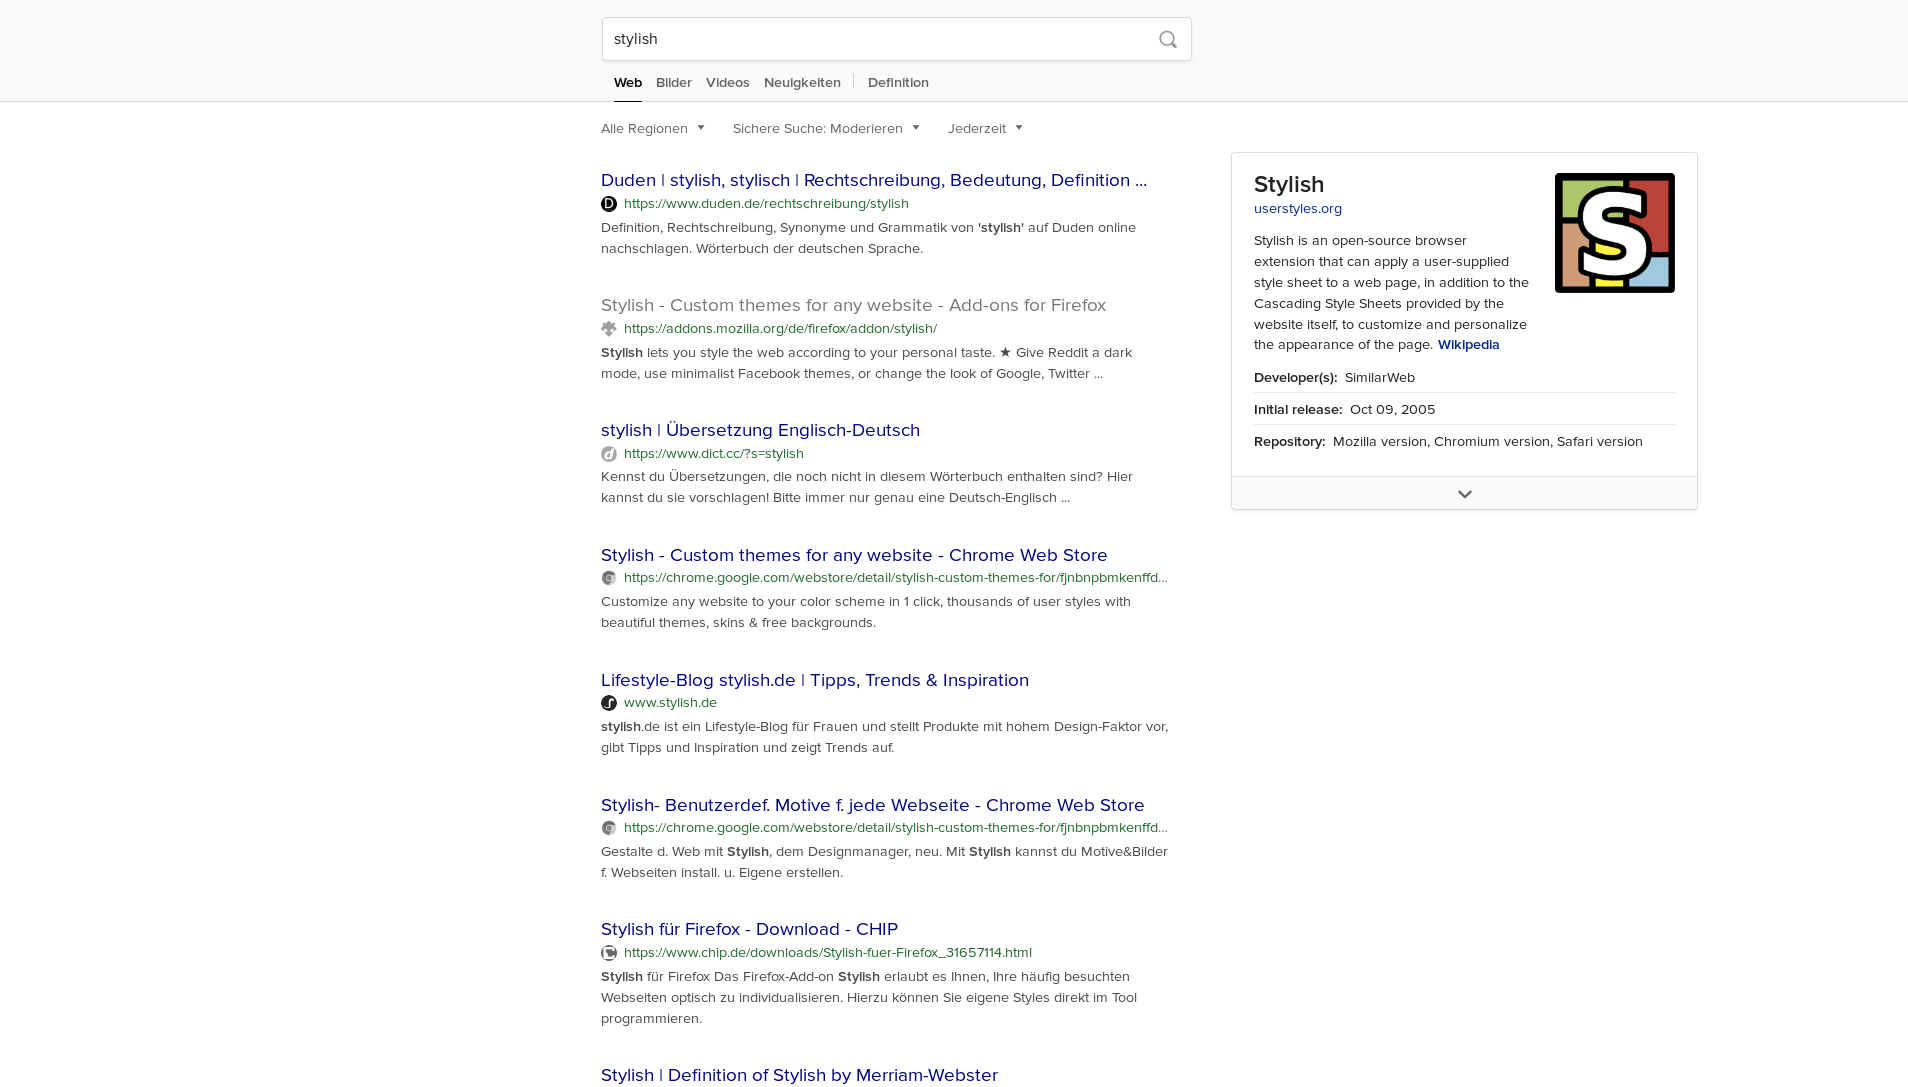 stylish
Web Bilder Videos Neuigkeiten Definition
Alle Regionen Sichere Suche: Moderieren Jederzeit
Duden | stylish, stylisch | Rechtschreibung, Bedeutung, Definition ...
D https://www.duden.de/rechtschreibung/stylish
Definition, Rechtschreibung, Synonyme und Grammatik von 'stylish' auf Duden online
nachschlagen. Wörterbuch der deutschen Sprache.
Stylish - Custom themes for any website - Add-ons for Firefox
https://addons.mozilla.org/de/firefox/addon/stylish/
Stylish lets you style the web according to your personal taste. ★ Give Reddit a dark
mode, use minimalist Facebook themes, or change the look of Google, Twitter ...
stylish | Übersetzung Englisch-Deutsch
d https://www.dict.cc/?s=stylish
Kennst du Übersetzungen, die noch nicht in diesem Wörterbuch enthalten sind? Hier
kannst du sie vorschlagen! Bitte immer nur genau eine Deutsch-Englisch ...
Stylish - Custom themes for any website - Chrome Web Store
https://chrome.google.com/webstore/detail/stylish-custom-themes-for/fjnbnpbmkenffd...
Customize any website to your color scheme in 1 click, thousands of user styles with
beautiful themes, skins & free backgrounds.
Lifestyle-Blog stylish.de | Tipps, Trends & Inspiration
www.stylish.de
stylish.de ist ein Lifestyle-Blog für Frauen und stellt Produkte mit hohem Design-Faktor vor,
gibt Tipps und Inspiration und zeigt Trends auf.
Stylish- Benutzerdef. Motive f. jede Webseite - Chrome Web Store
https://chrome.google.com/webstore/detail/stylish-custom-themes-for/fjnbnpbmkenffd...
Gestalte d. Web mit Stylish, dem Designmanager, neu. Mit Stylish kannst du Motive&Bilder
f. Webseiten install. u. Eigene erstellen.
Stylish für Firefox - Download - CHIP
https://www.chip.de/downloads/Stylish-fuer-Firefox_31657114.html
Stylish für Firefox Das Firefox-Add-on Stylish erlaubt es Ihnen, Ihre häufig besuchten
Webseiten optisch zu individualisieren. Hierzu können Sie eigene Styles direkt im Tool
programmieren.
Stylish | Definition of Stylish by Merriam-Webster
Stylish
userstyles.org
S
Stylish is an open-source browser
extension that can apply a user-supplied
style sheet to a web page, in addition to the
Cascading Style Sheets provided by the
website itself, to customize and personalize
the appearance of the page. Wikipedia
Developer(s): SimilarWeb
Initial release: Oct 09, 2005
Repository: Mozilla version, Chromium version, Safari version